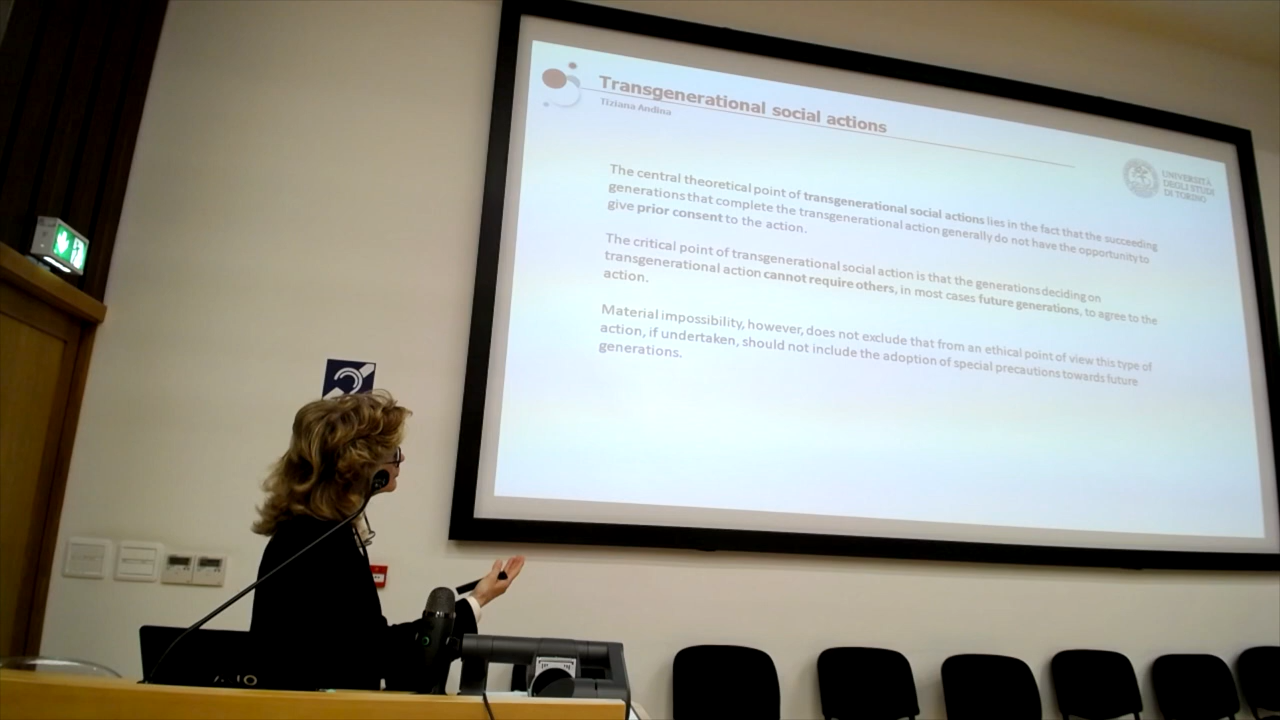 Transgenerational social actions
Tiziana Andina
UNIVERSITÀ
DEGLI STUDI
DI TORINO
The central theoretical point of transgenerational social actions lies in the fact that the succeeding
generations that complete the transgenerational action generally do not have the opportunity to
give prior consent to the action.
The critical point of transgenerational social action is that the generations deciding on
transgenerational action cannot require others, in most cases future generations, to agree to the
action.
Material impossibility, however, does not exclude that from an ethical point of view this type of
action, if undertaken, should not include the adoption of special precautions towards future
generations.